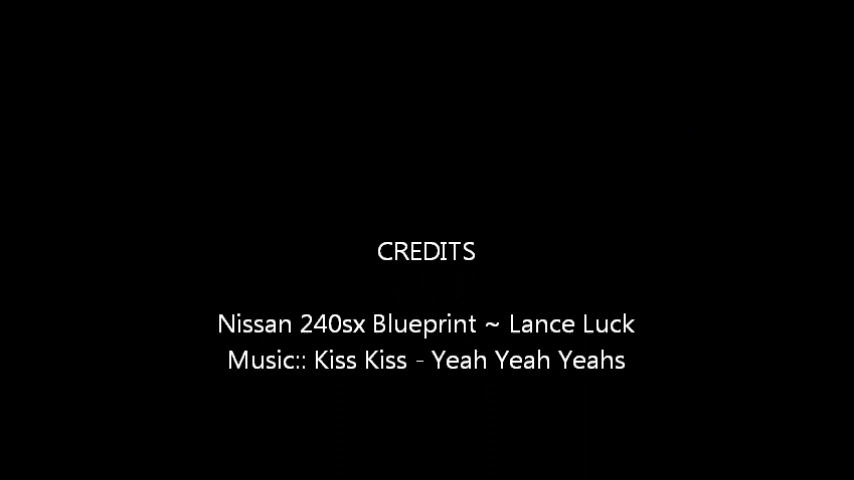 CREDITS
Nissan 240sx Blueprint ~ Lance Luck
Music:: Kiss Kiss - Yeah Yeah Yeahs